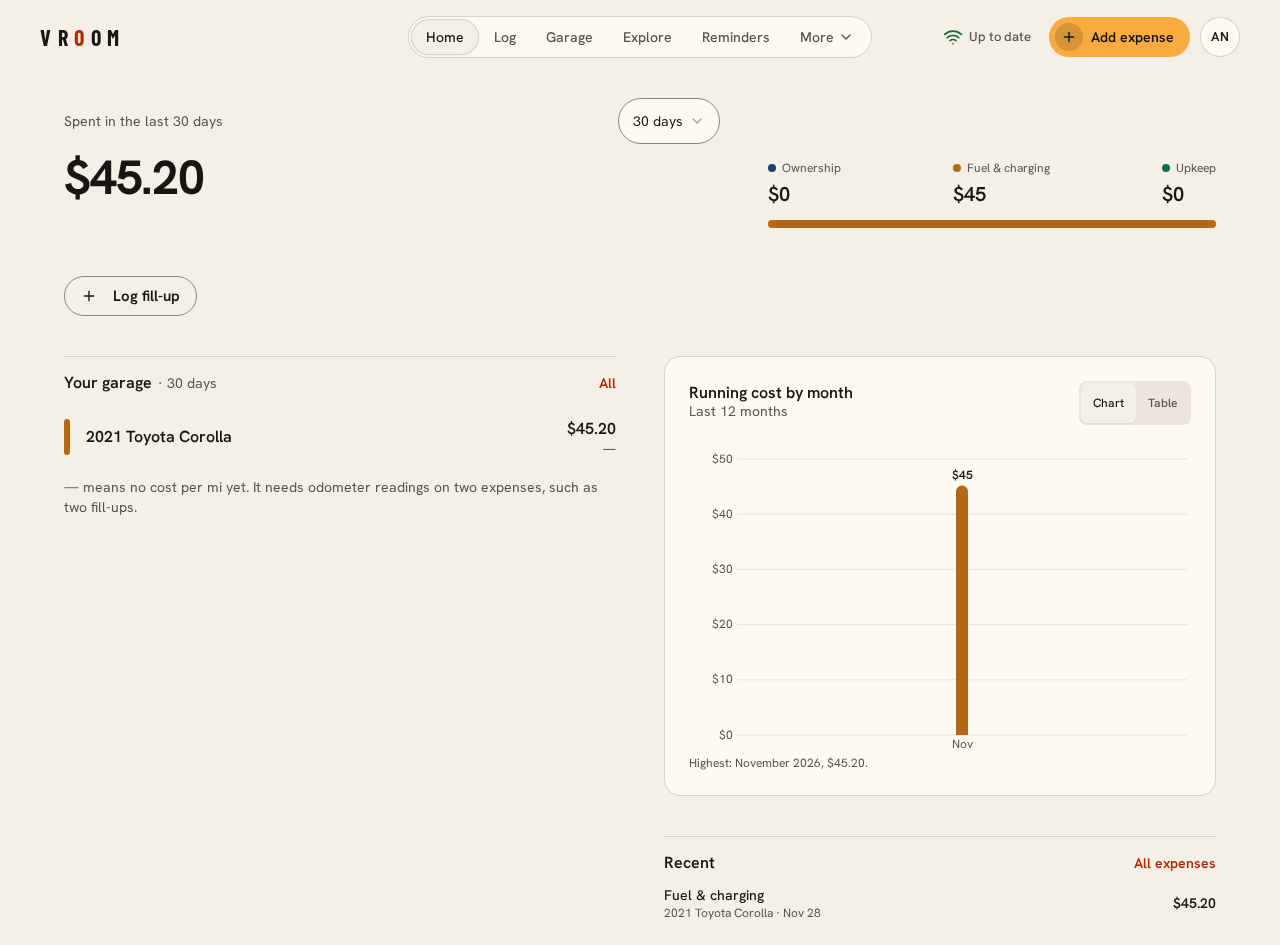 VROOM
Home
Log
Garage
Explore
Reminders
More
Up to date
Add expense
AN
Spent in the last 30 days
30 days
$45.20
Ownership
$0
Fuel & charging
$45
Upkeep
$0
Log fill-up
Your garage · 30 days
All
2021 Toyota Corolla
$45.20
—
— means no cost per mi yet. It needs odometer readings on two expenses, such as
two fill-ups.
Running cost by month
Last 12 months
Chart
Table
$50
$45
$40
$30
$20
$10
$0
Nov
Highest: November 2026, $45.20.
Recent
All expenses
Fuel & charging
2021 Toyota Corolla · Nov 28
$45.20